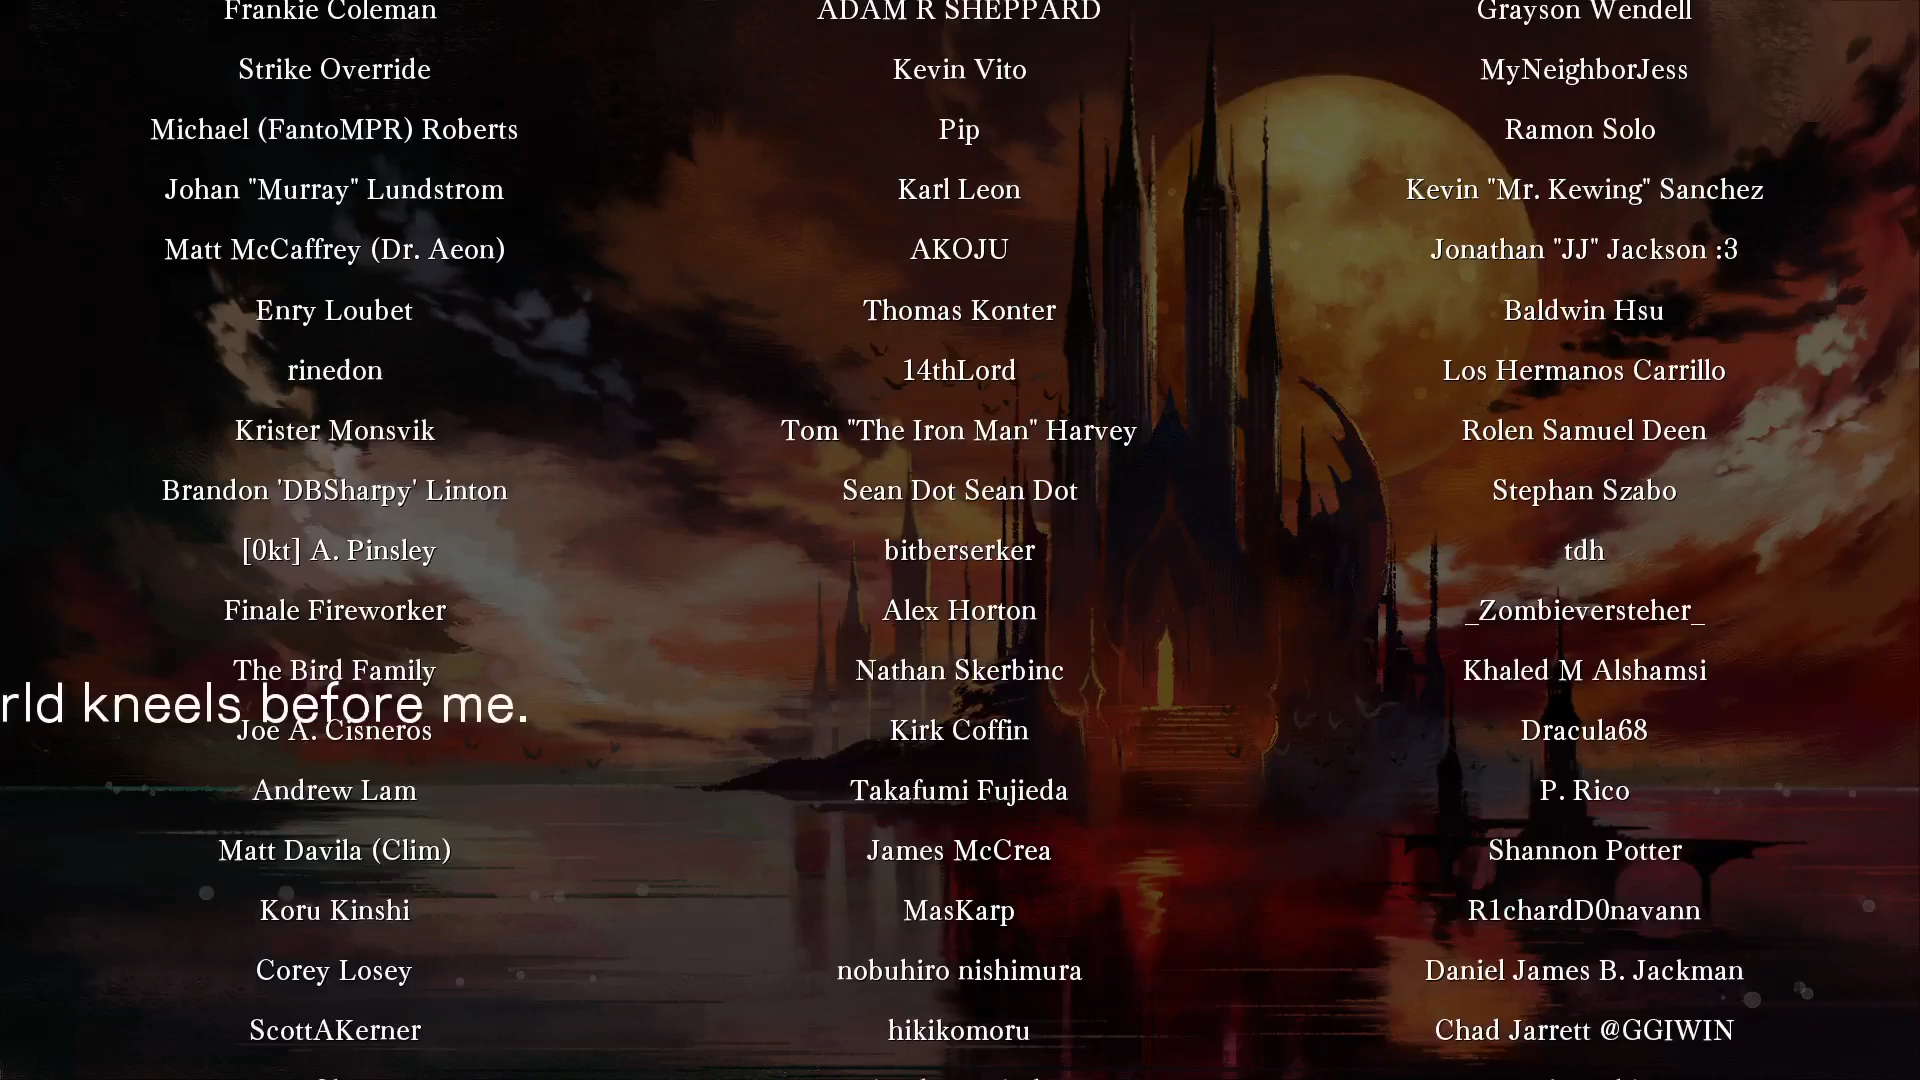 Frankie Coleman
Strike Override
Michael (FantoMPR) Roberts
Johan "Murray" Lundstrom
Matt McCaffrey (Dr. Aeon)
Enry Loubet
rinedon
Krister Monsvik
Brandon 'DBSharpy' Linton
[0kt] A. Pinsley
Finale Fireworker
The Bird Family
rld kneels before me.
Joe A. Cisneros
Andrew Lam
Matt Davila (Clim)
Koru Kinshi
Corey Losey
ScottAKerner
ADAM R SHEPPARD
Kevin Vito
Pip
Karl Leon
AKOJU
Thomas Konter
14thLord
Tom "The Iron Man" Harvey
Sean Dot Sean Dot
bitberserker
Alex Horton
Nathan Skerbinc
Kirk Coffin
Takafumi Fujieda
James McCrea
MasKarp
nobuhiro nishimura
hikikomoru
Grayson Wendell
MyNeighborJess
Ramon Solo
Kevin "Mr. Kewing" Sanchez
Jonathan "JJ" Jackson :3
Baldwin Hsu
Los Hermanos Carrillo
Rolen Samuel Deen
Stephan Szabo
tdh
_Zombieversteher_
Khaled M Alshamsi
Dracula68
P. Rico
Shannon Potter
R1chardD0navann
Daniel James B. Jackman
Chad Jarrett @GGIWIN